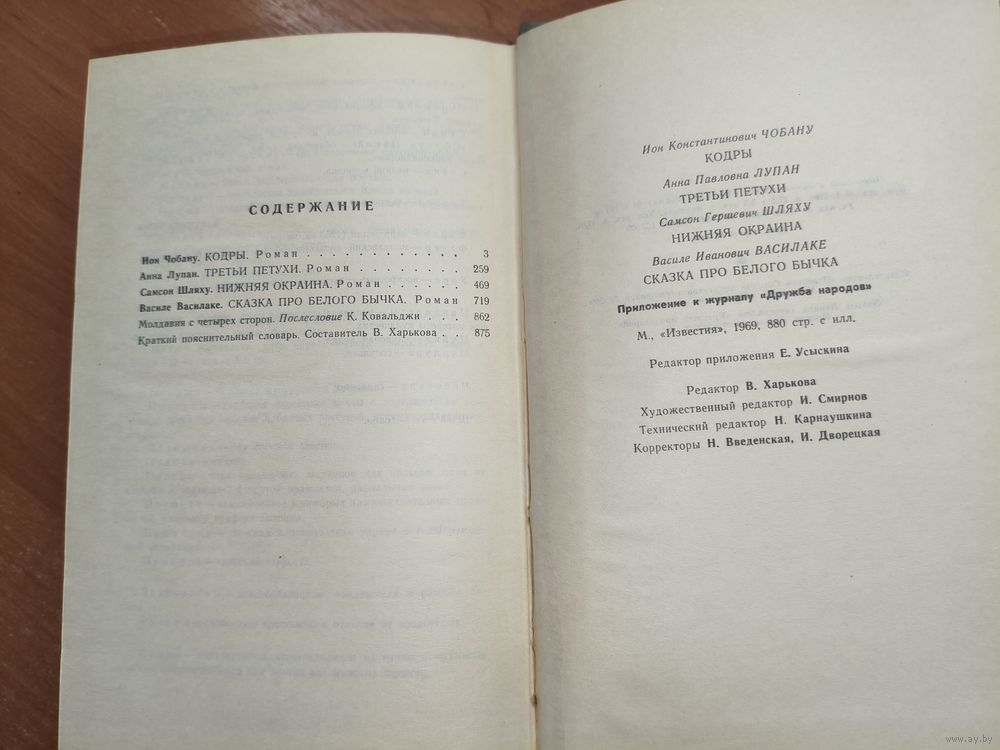 СОДЕРЖАНИЕ
Ион Чобану. КОДРЫ. Роман . . . . . . . . . . . . 3
Анна Лупан. ТРЕТЬИ ПЕТУХИ. Роман . . . . . . . . 259
Самсон Шляху. НИЖНЯЯ ОКРАИНА. Роман . . . . . . 469
Василе Василаке. СКАЗКА ПРО БЕЛОГО БЫЧКА. Роман 719
Молдавия с четырех сторон. Послесловие К. Ковальджи . . 862
Краткий пояснительный словарь. Составитель В. Харькова . . 875
Ион Константинович ЧОБАНУ
КОДРЫ
Анна Павловна ЛУПАН
ТРЕТЬИ ПЕТУХИ
Самсон Гершевич ШЛЯХУ
НИЖНЯЯ ОКРАИНА
Василе Иванович ВАСИЛАКЕ
СКАЗКА ПРО БЕЛОГО БЫЧКА
Приложение к журналу «Дружба народов»
М., «Известия», 1969, 880 стр. с илл.
Редактор приложения Е. Усыскина
Редактор В. Харькова
Художественный редактор И. Смирнов
Технический редактор Н. Карнаушкина
Корректоры Н. Введенская, И. Дворецкая
www.ay.by